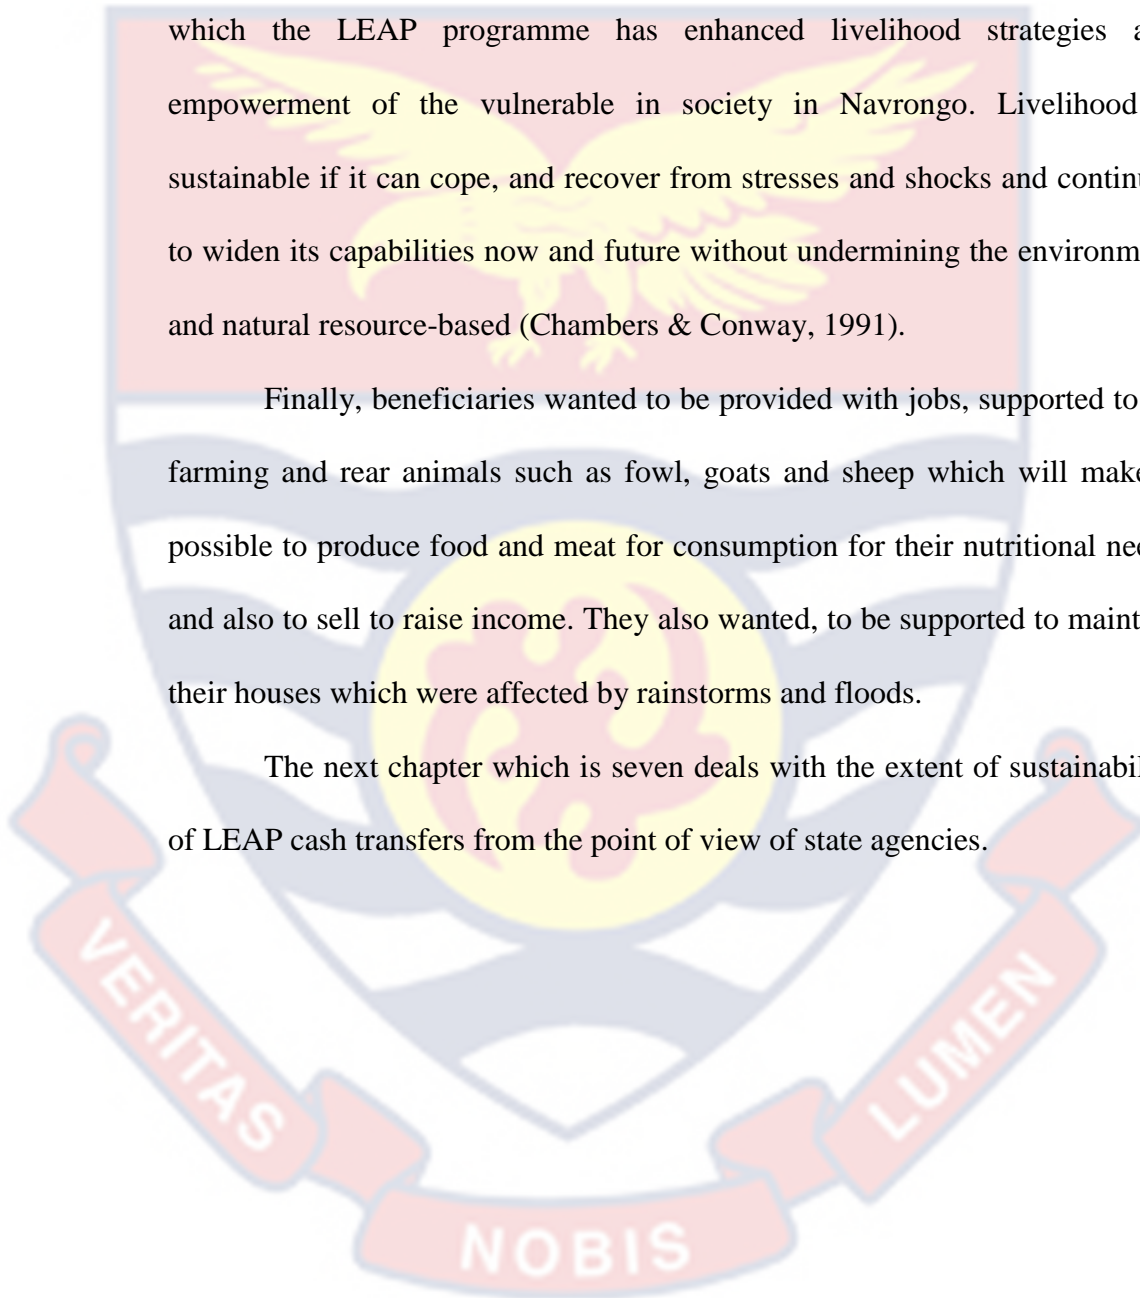 which the LEAP programme has enhanced livelihood strategies a
empowerment of the vulnerable in society in Navrongo. Livelihood
sustainable if it can cope, and recover from stresses and shocks and continu
to widen its capabilities now and future without undermining the environm
and natural resource-based (Chambers & Conway, 1991).
Finally, beneficiaries wanted to be provided with jobs, supported to
farming and rear animals such as fowl, goats and sheep which will make
possible to produce food and meat for consumption for their nutritional nee
and also to sell to raise income. They also wanted, to be supported to maint
their houses which were affected by rainstorms and floods.
The next chapter which is seven deals with the extent of sustainabil
of LEAP cash transfers from the point of view of state agencies.
VERITAS
NOBIS
LUMEN